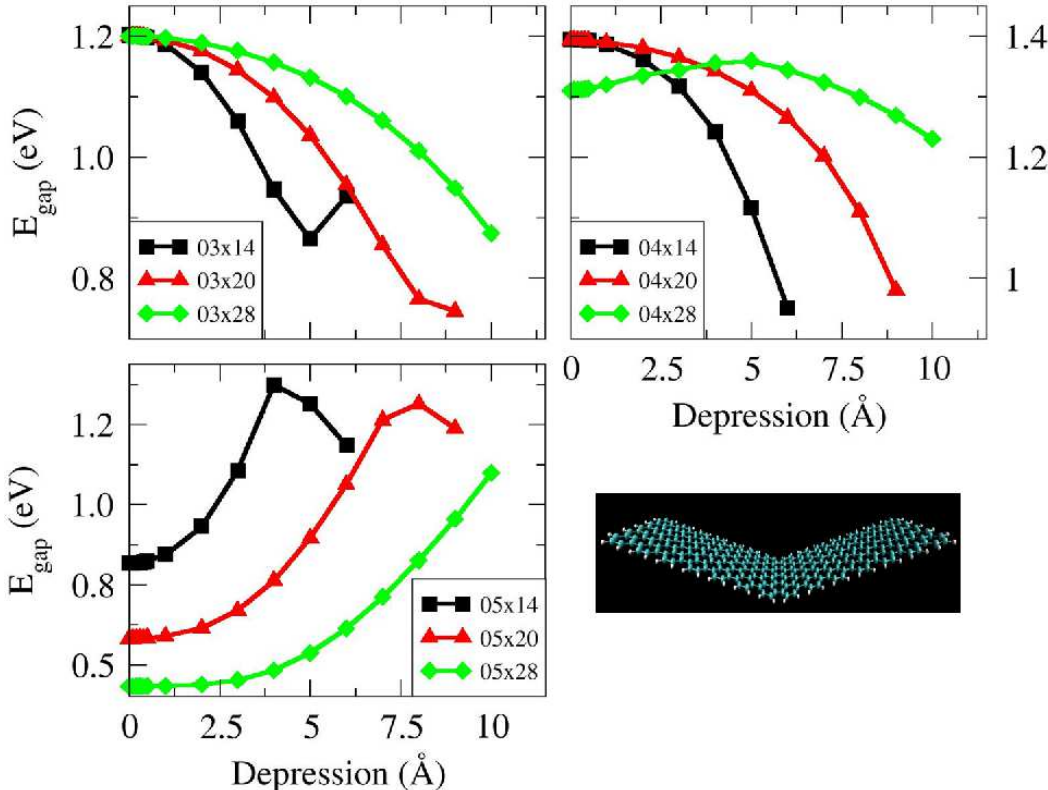 1.2
1.0
0.8
E_gap (eV)
03x14
03x20
03x28
04x14
04x20
04x28
1.4
1.2
1
0 2.5 5 7.5 10
Depression (Å)
1.2
1.0
0.8
0.5
E_gap (eV)
05x14
05x20
05x28
0 2.5 5 7.5 10
Depression (Å)